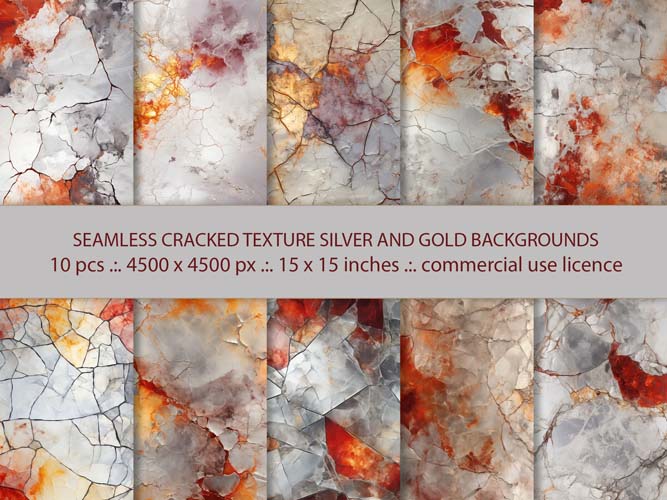 SEAMLESS CRACKED TEXTURE SILVER AND GOLD BACKGROUNDS
10 pcs .:. 4500 x 4500 px .:. 15 x 15 inches .:. commercial use licence